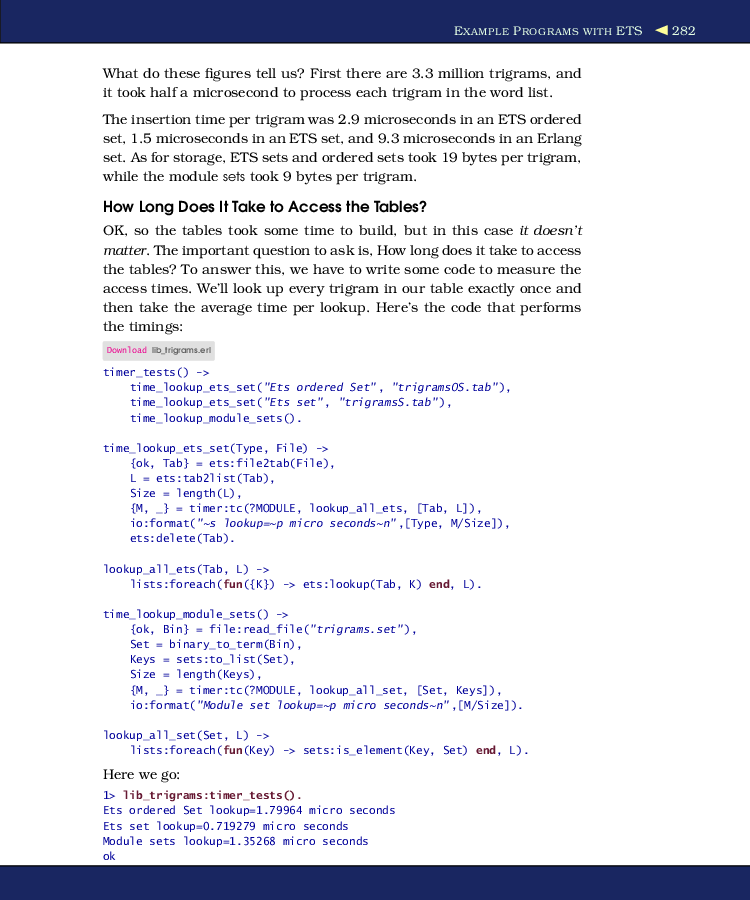 EXAMPLE PROGRAMS WITH ETS ◀ 282
What do these figures tell us? First there are 3.3 million trigrams, and
it took half a microsecond to process each trigram in the word list.
The insertion time per trigram was 2.9 microseconds in an ETS ordered
set, 1.5 microseconds in an ETS set, and 9.3 microseconds in an Erlang
set. As for storage, ETS sets and ordered sets took 19 bytes per trigram,
while the module sets took 9 bytes per trigram.
How Long Does It Take to Access the Tables?
OK, so the tables took some time to build, but in this case it doesn't
matter. The important question to ask is, How long does it take to access
the tables? To answer this, we have to write some code to measure the
access times. We'll look up every trigram in our table exactly once and
then take the average time per lookup. Here's the code that performs
the timings:
Download lib_trigrams.erl
timer_tests() ->
    time_lookup_ets_set("Ets ordered Set", "trigramsOS.tab"),
    time_lookup_ets_set("Ets set", "trigramsS.tab"),
    time_lookup_module_sets().
time_lookup_ets_set(Type, File) ->
    {ok, Tab} = ets:file2tab(File),
    L = ets:tab2list(Tab),
    Size = length(L),
    {M, _} = timer:tc(?MODULE, lookup_all_ets, [Tab, L]),
    io:format("~s lookup=~p micro seconds~n",[Type, M/Size]),
    ets:delete(Tab).
lookup_all_ets(Tab, L) ->
    lists:foreach(fun({K}) -> ets:lookup(Tab, K) end, L).
time_lookup_module_sets() ->
    {ok, Bin} = file:read_file("trigrams.set"),
    Set = binary_to_term(Bin),
    Keys = sets:to_list(Set),
    Size = length(Keys),
    {M, _} = timer:tc(?MODULE, lookup_all_set, [Set, Keys]),
    io:format("Module set lookup=~p micro seconds~n",[M/Size]).
lookup_all_set(Set, L) ->
    lists:foreach(fun(Key) -> sets:is_element(Key, Set) end, L).
Here we go:
1> lib_trigrams:timer_tests().
Ets ordered Set lookup=1.79964 micro seconds
Ets set lookup=0.719279 micro seconds
Module sets lookup=1.35268 micro seconds
ok